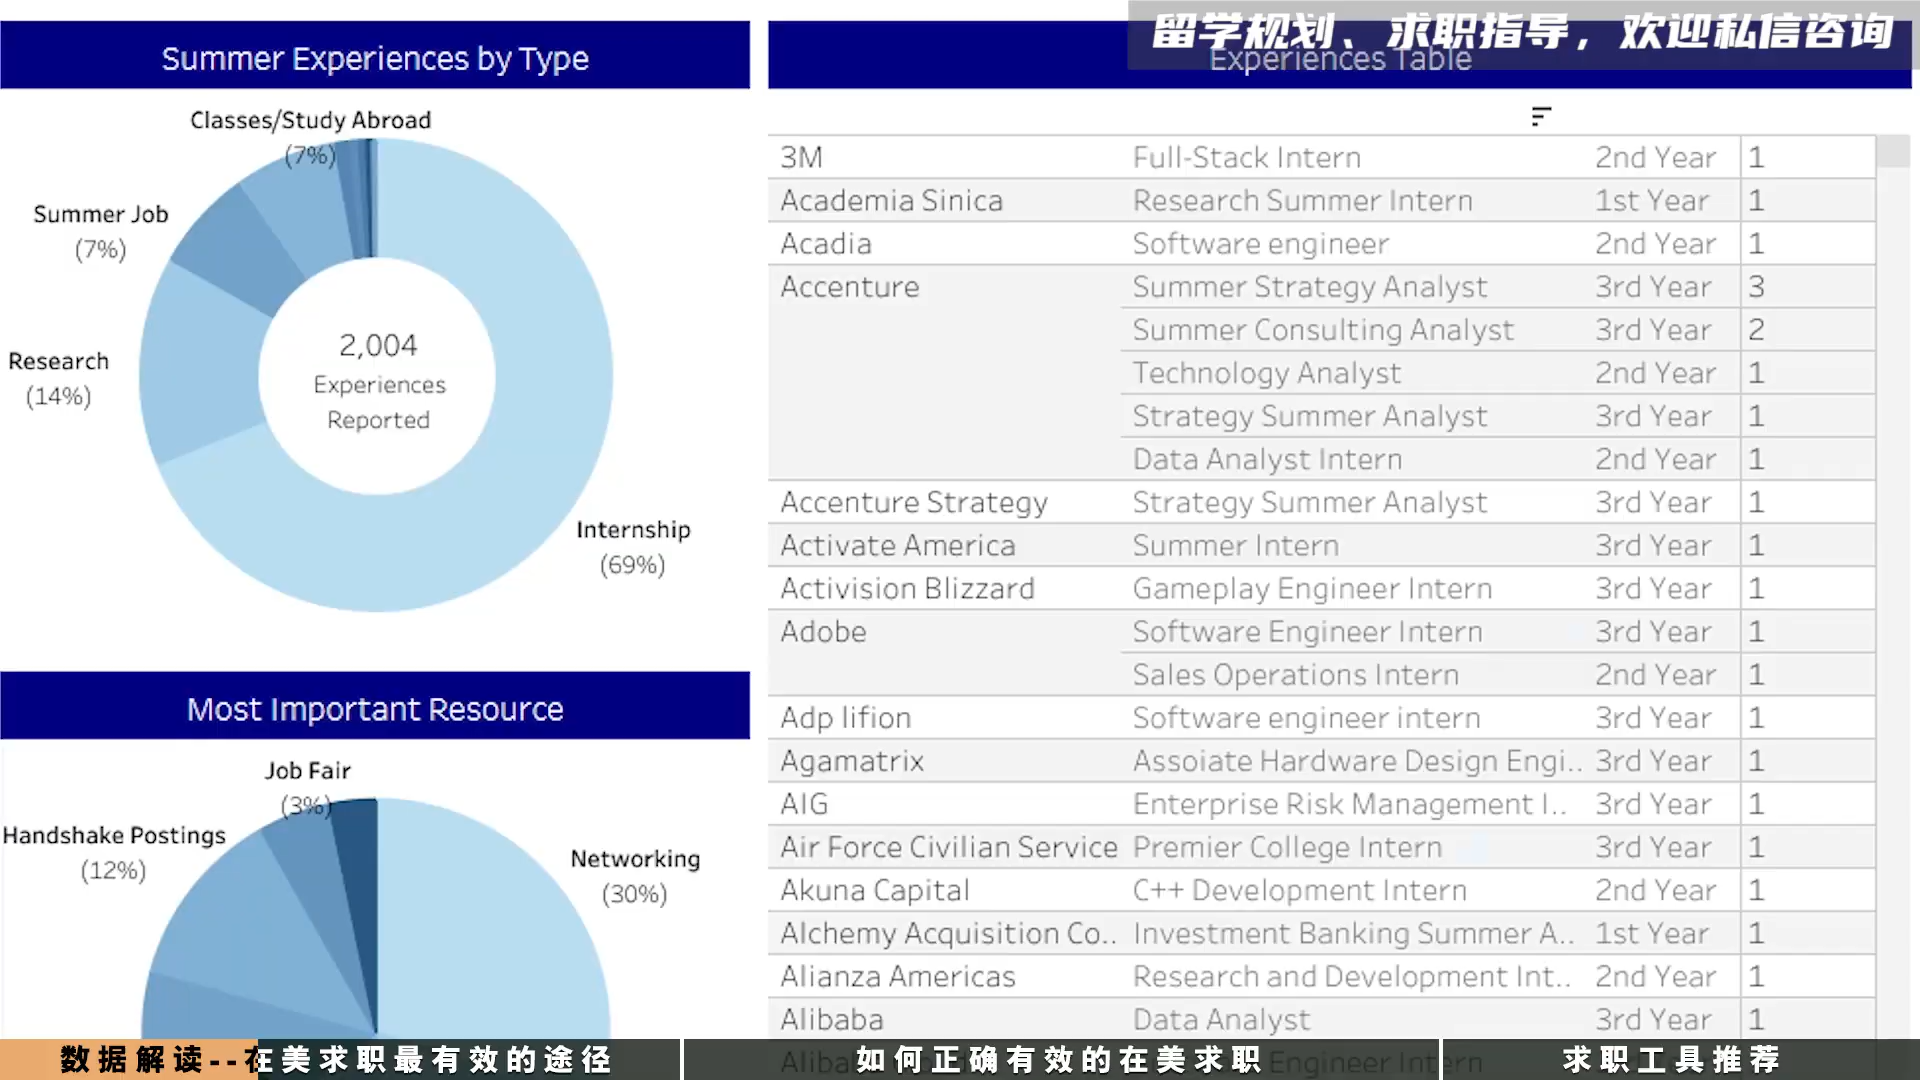 留学规划、求职指导，欢迎私信咨询
Summer Experiences by Type
Experiences Table
Classes/Study Abroad
(7%)
Summer Job
(7%)
Research
(14%)
2,004
Experiences
Reported
Internship
(69%)
3M Full-Stack Intern 2nd Year 1
Academia Sinica Research Summer Intern 1st Year 1
Acadia Software engineer 2nd Year 1
Accenture Summer Strategy Analyst 3rd Year 3
Summer Consulting Analyst 3rd Year 2
Technology Analyst 2nd Year 1
Strategy Summer Analyst 3rd Year 1
Data Analyst Intern 2nd Year 1
Accenture Strategy Strategy Summer Analyst 3rd Year 1
Activate America Summer Intern 3rd Year 1
Activision Blizzard Gameplay Engineer Intern 3rd Year 1
Adobe Software Engineer Intern 3rd Year 1
Sales Operations Intern 2nd Year 1
Adp lifion Software engineer intern 3rd Year 1
Agamatrix Assoiate Hardware Design Engi.. 3rd Year 1
AIG Enterprise Risk Management I.. 3rd Year 1
Air Force Civilian Service Premier College Intern 3rd Year 1
Akuna Capital C++ Development Intern 2nd Year 1
Alchemy Acquisition Co.. Investment Banking Summer A.. 1st Year 1
Alianza Americas Research and Development Int.. 2nd Year 1
Alibaba Data Analyst 3rd Year 1
Most Important Resource
Job Fair
(3%)
Handshake Postings
(12%)
Networking
(30%)
数据解读--在美求职最有效的途径
如何正确有效的在美求职
求职工具推荐